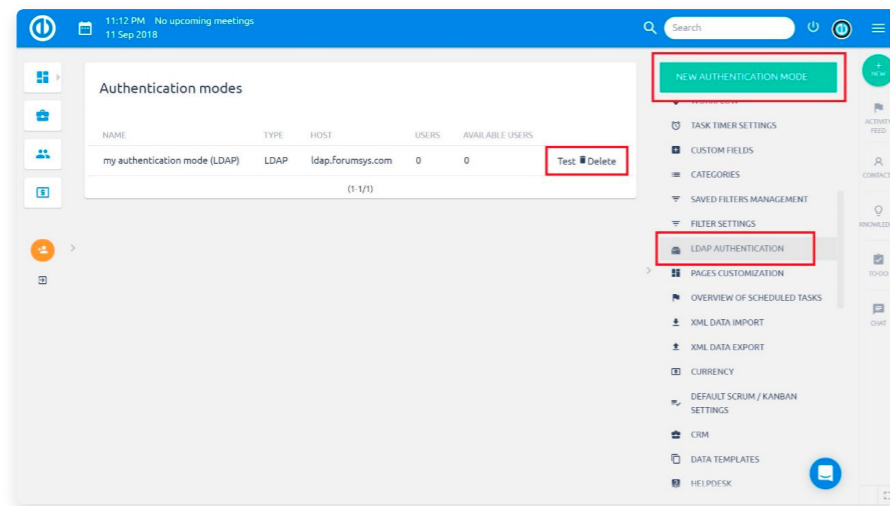 11:12 PM No upcoming meetings
11 Sep 2018
Search
Authentication modes
NAME TYPE HOST USERS AVAILABLE USERS
my authentication mode (LDAP) LDAP ldap.forumsys.com 0 0 Test Delete
(1-1/1)
NEW AUTHENTICATION MODE
WORKFLOW
TASK TIMER SETTINGS
CUSTOM FIELDS
CATEGORIES
SAVED FILTERS MANAGEMENT
FILTER SETTINGS
LDAP AUTHENTICATION
PAGES CUSTOMIZATION
OVERVIEW OF SCHEDULED TASKS
XML DATA IMPORT
XML DATA EXPORT
CURRENCY
DEFAULT SCRUM / KANBAN
SETTINGS
CRM
DATA TEMPLATES
HELPDESK
NEW
ACTIVITY
FEED
CONTACT
KNOWLED
TO-DO
CHAT